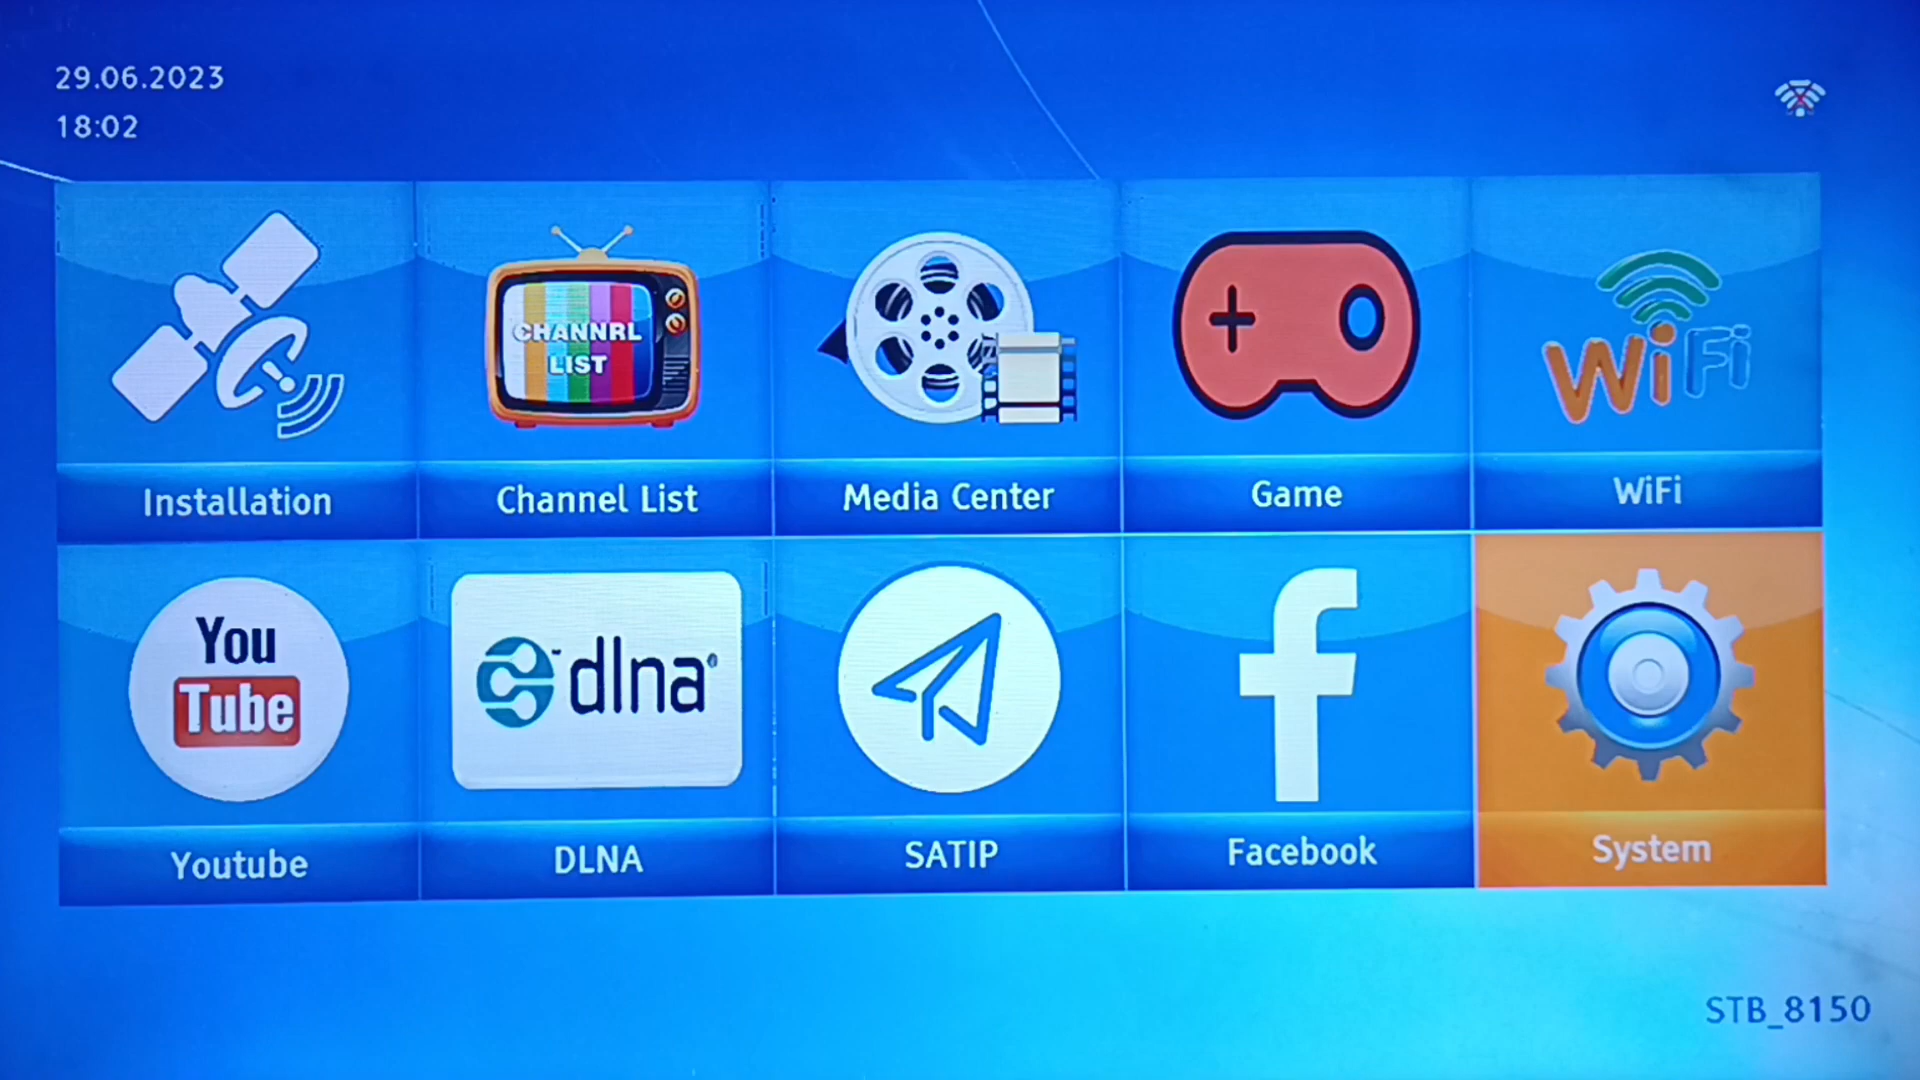 29.06.2023
18:02
CHANNRL
LIST
WiFi
Installation
Channel List
Media Center
Game
WiFi
You
Tube
dlna
Youtube
DLNA
SATIP
Facebook
System
STB_8150